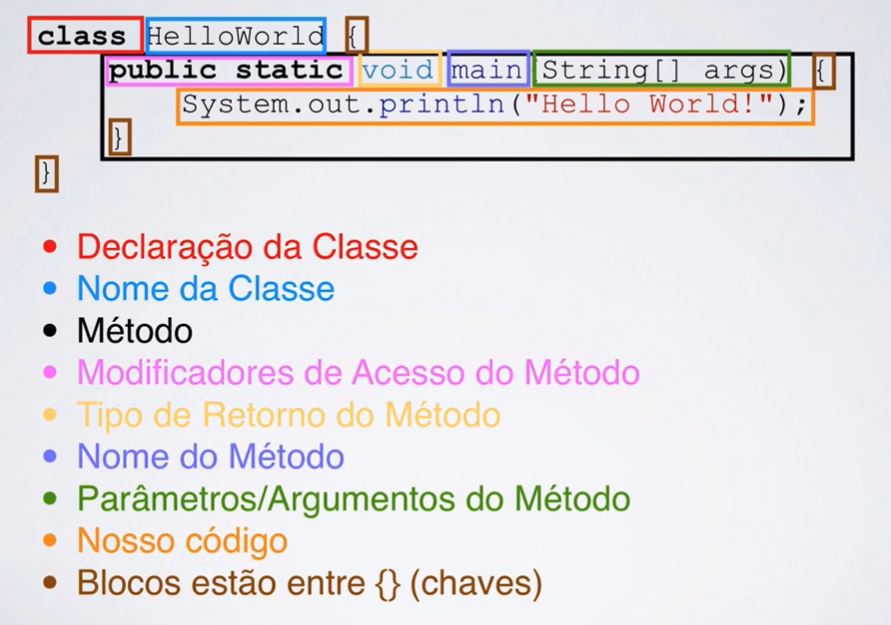 class HelloWorld {
public static void main(String[] args) {
System.out.println("Hello World!");
}
}
• Declaração da Classe
• Nome da Classe
• Método
• Modificadores de Acesso do Método
• Tipo de Retorno do Método
• Nome do Método
• Parâmetros/Argumentos do Método
• Nosso código
• Blocos estão entre {} (chaves)